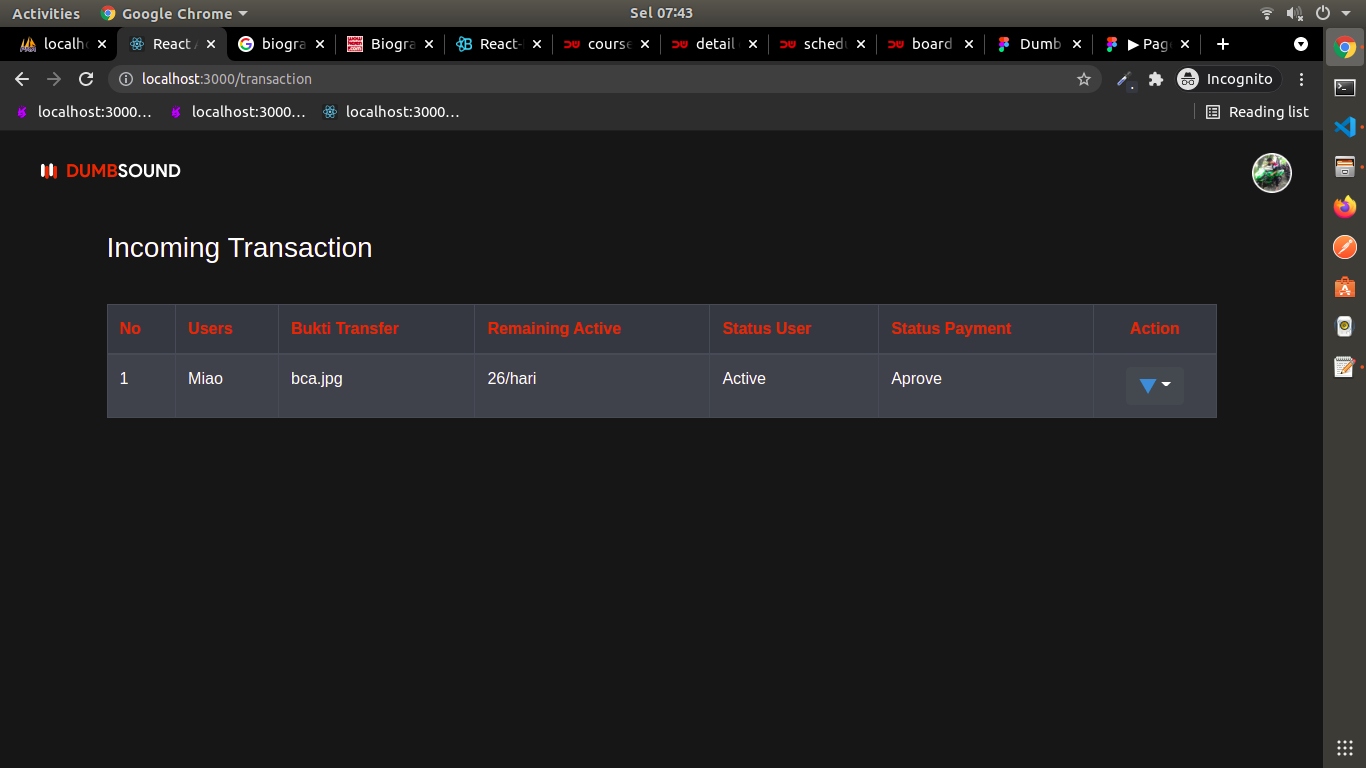 Activities Google Chrome Sel 07:43
localho React A biogra Biogra React- course detail schedu board Dumb ▶ Page
localhost:3000/transaction Incognito
localhost:3000… localhost:3000… localhost:3000… Reading list
DUMBSOUND
Incoming Transaction
No Users Bukti Transfer Remaining Active Status User Status Payment Action
1 Miao bca.jpg 26/hari Active Aprove